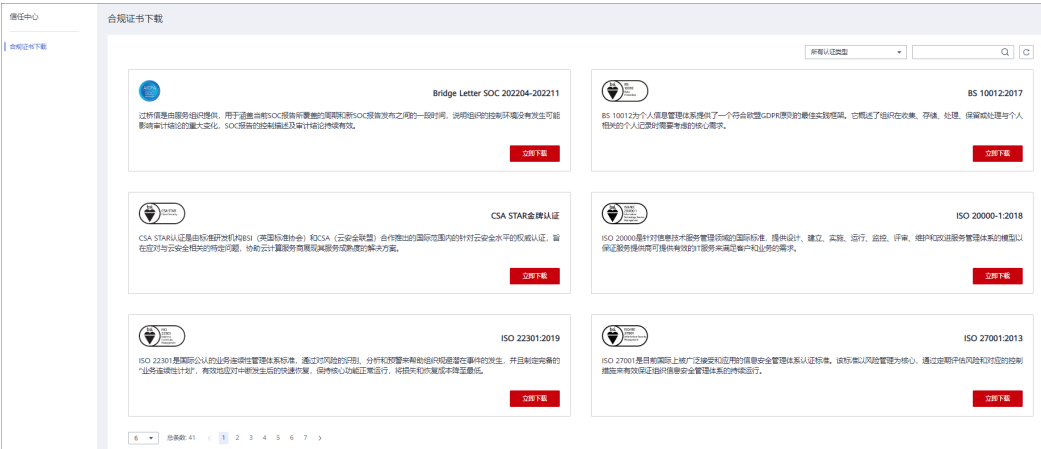 信任中心
合规证书下载
合规证书下载
所有认证类型
Bridge Letter SOC 202204-202211
过桥信是由服务组织提供，用于涵盖当前SOC报告所覆盖的周期和新SOC报告发布之间的一段时间，说明组织的控制环境没有发生可能
影响审计结论的重大变化，SOC报告的控制描述及审计结论持续有效。
立即下载
BS 10012:2017
BS 10012为个人信息管理体系提供了一个符合欧盟GDPR原则的最佳实践框架。它概述了组织在收集、存储、处理、保留或处理与个人
相关的个人记录时需要考虑的核心需求。
立即下载
CSA STAR金牌认证
CSA STAR认证是由标准研发机构BSI（英国标准协会）和CSA（云安全联盟）合作推出的国际范围内的针对云安全水平的权威认证，旨
在应对与云安全相关的特定问题，协助云计算服务商展现其服务成熟度的解决方案。
立即下载
ISO 20000-1:2018
ISO 20000是针对信息技术服务管理领域的国际标准，提供设计、建立、实施、运行、监控、评审、维护和改进服务管理体系的模型以
保证服务提供商可提供有效的IT服务来满足客户和业务的需求。
立即下载
ISO 22301:2019
ISO 22301是国际公认的业务连续性管理体系标准，通过对风险的识别、分析和预警来帮助组织规避潜在事件的发生，并且制定完备的
“业务连续性计划”，有效地应对中断发生后的快速恢复，保持核心功能正常运行，将损失和恢复成本降至最低。
立即下载
ISO 27001:2013
ISO 27001是目前国际上被广泛接受和应用的信息安全管理体系认证标准。该标准以风险管理为核心，通过定期评估风险和对应的控制
措施来有效保证组织信息安全管理体系的持续运行。
立即下载
6 总条数: 41 < 1 2 3 4 5 6 7 >